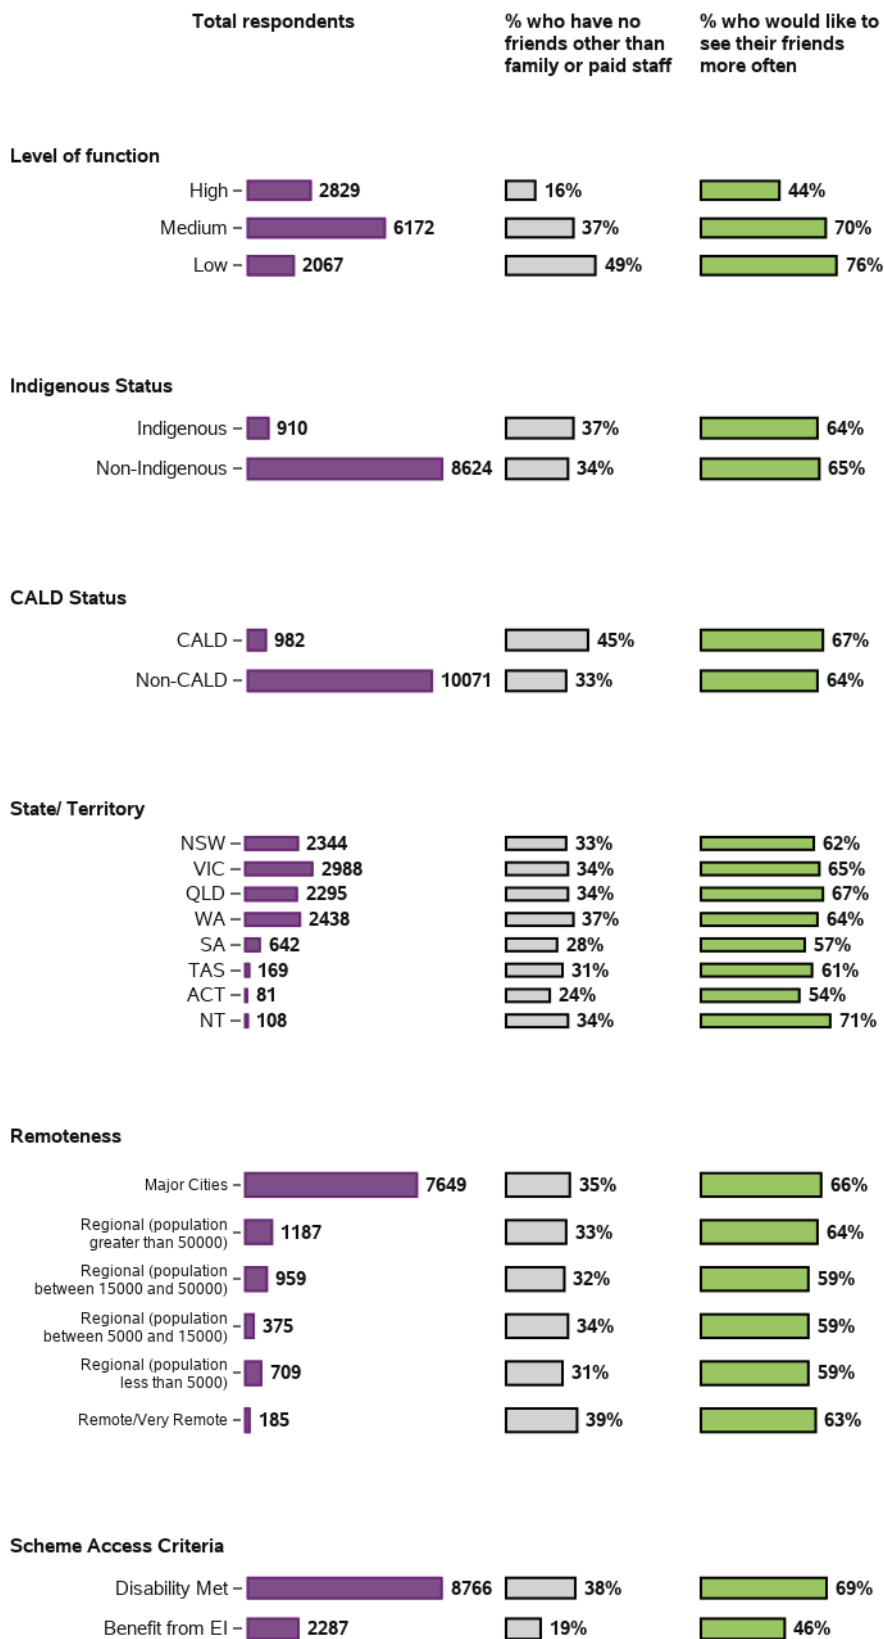 Total respondents
% who have no friends other than family or paid staff
% who would like to see their friends more often
Level of function
High 2829 16% 44%
Medium 6172 37% 70%
Low 2067 49% 76%
Indigenous Status
Indigenous 910 37% 64%
Non-Indigenous 8624 34% 65%
CALD Status
CALD 982 45% 67%
Non-CALD 10071 33% 64%
State/ Territory
NSW 2344 33% 62%
VIC 2988 34% 65%
QLD 2295 34% 67%
WA 2438 37% 64%
SA 642 28% 57%
TAS 169 31% 61%
ACT 81 24% 54%
NT 108 34% 71%
Remoteness
Major Cities 7649 35% 66%
Regional (population
greater than 50000) 1187 33% 64%
Regional (population
between 15000 and 50000) 959 32% 59%
Regional (population
between 5000 and 15000) 375 34% 59%
Regional (population
less than 5000) 709 31% 59%
Remote/Very Remote 185 39% 63%
Scheme Access Criteria
Disability Met 8766 38% 69%
Benefit from EI 2287 19% 46%